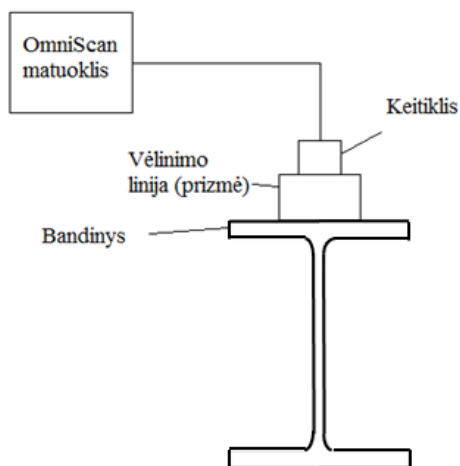 OmniScan
matuoklis
Keitiklis
Vėlinimo
linija (prizmė)
Bandinys